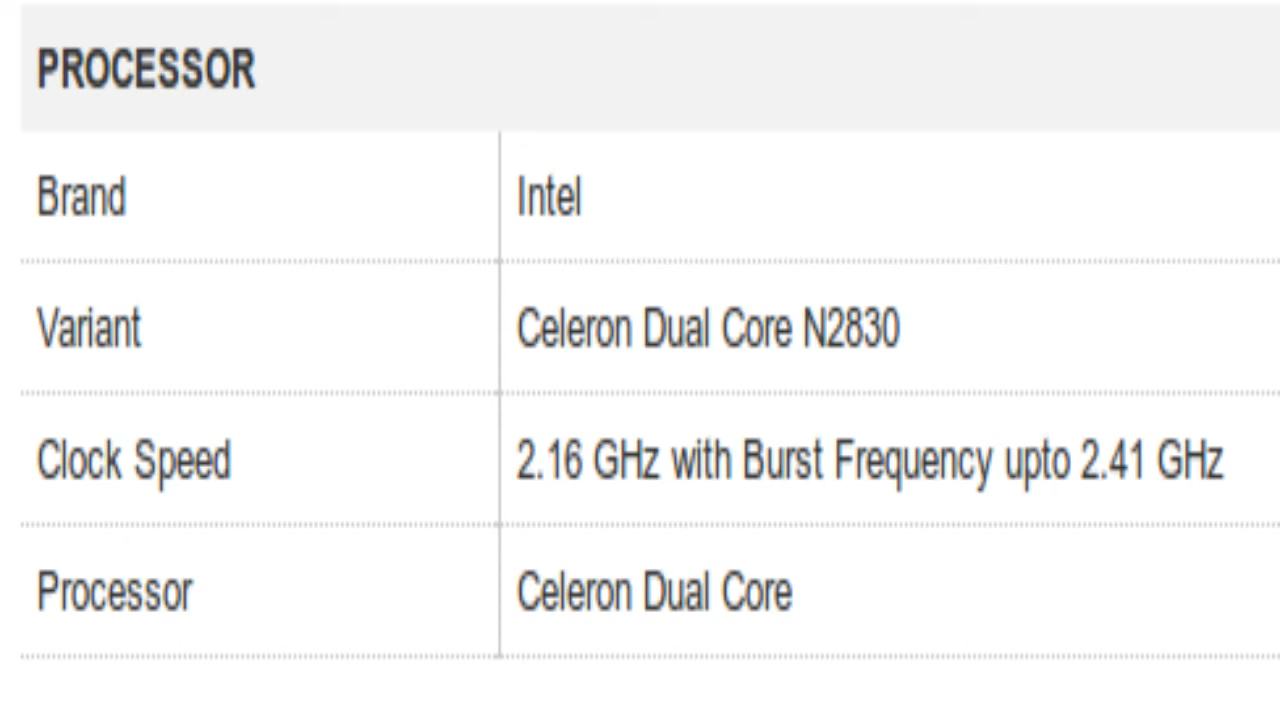 PROCESSOR
Brand Intel
Variant Celeron Dual Core N2830
Clock Speed 2.16 GHz with Burst Frequency upto 2.41 GHz
Processor Celeron Dual Core